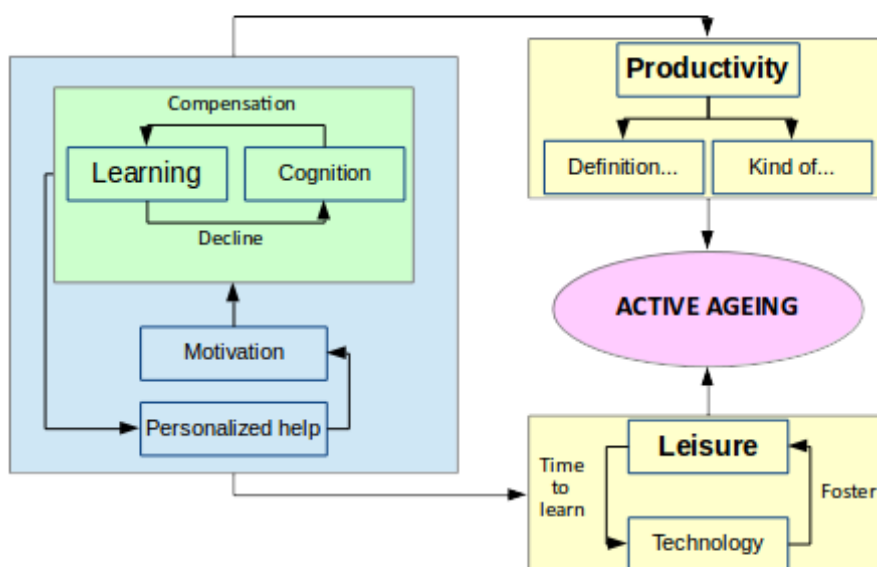 Compensation
Learning
Cognition
Decline
Motivation
Personalized help
Productivity
Definition...
Kind of...
ACTIVE AGEING
Leisure
Time
to
learn
Foster
Technology